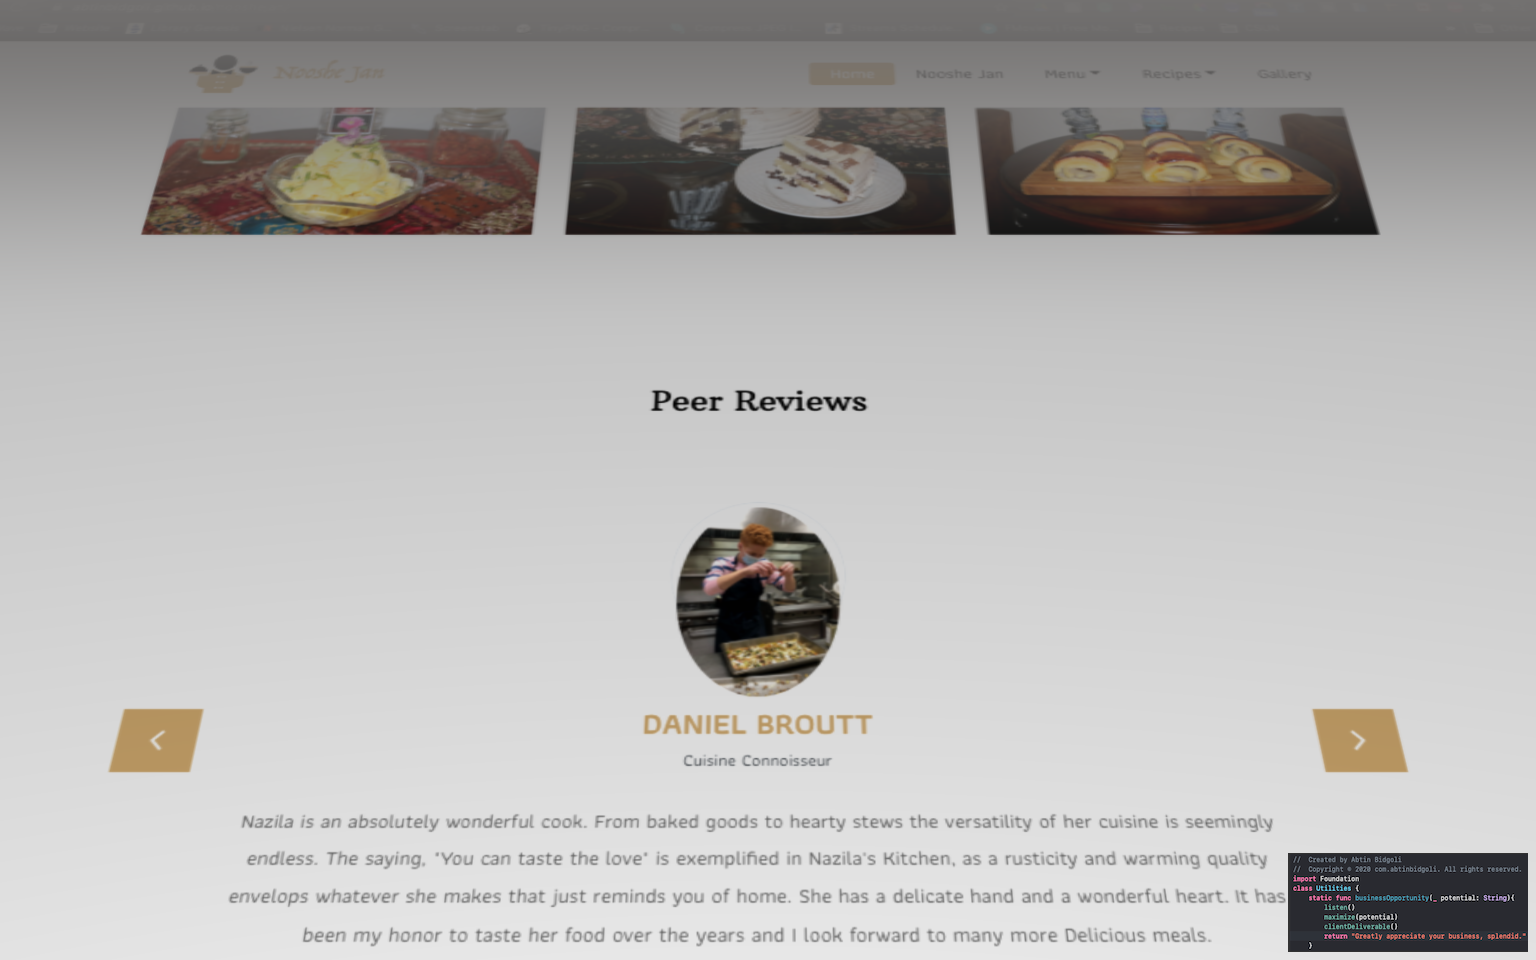 Nooshe Jan
Home
Nooshe Jan
Menu
Recipes
Gallery
Peer Reviews
DANIEL BROUTT
Cuisine Connoisseur
Nazila is an absolutely wonderful cook. From baked goods to hearty stews the versatility of her cuisine is seemingly
endless. The saying, "You can taste the love" is exemplified in Nazila's Kitchen, as a rusticity and warming quality
envelops whatever she makes that just reminds you of home. She has a delicate hand and a wonderful heart. It has
been my honor to taste her food over the years and I look forward to many more Delicious meals.
// Created by Abtin Bidgoli
// Copyright © 2020 com.abtinbidgoli. All rights reserved.
import Foundation
class Utilities {
static func businessOpportunity(_ potential: String){
listen()
maximize(potential)
clientDeliverable()
return "Greatly appreciate your business, splendid."
}